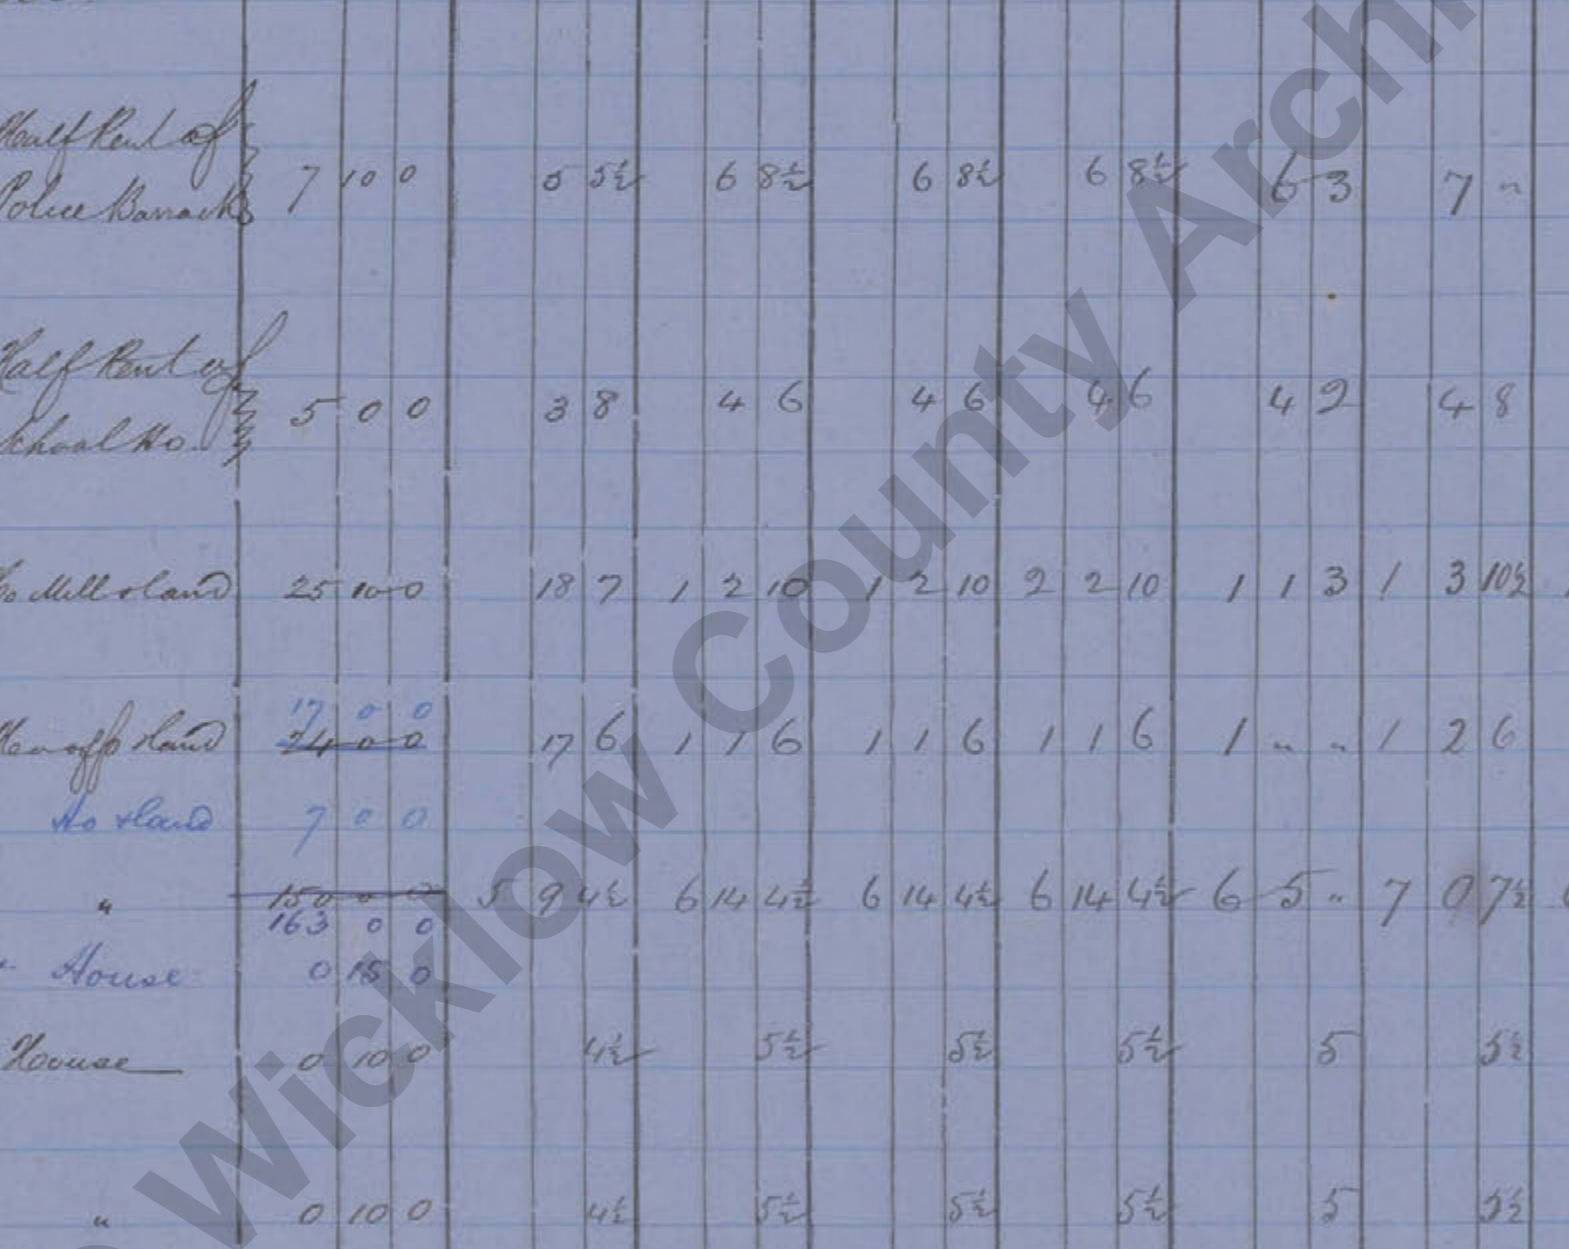 Half Rent of
Police Barracks 7 10 0 5 5½ 6 8½ 6 8½ 6 8½ 6 3 7 "
Half Rent of
School Ho. 5 0 0 3 8 4 6 4 6 4 6 4 2 4 8
Ho Mill & land 25 10 0 18 7 1 2 10 1 2 10 2 2 10 1 1 3 1 3 10½
17 0 0
Ho offs & land 24 0 0 17 6 1 1 6 1 1 6 1 1 6 1 " " 1 2 6
Ho & land 7 0 0
" 150 0 0 5 9 4½ 6 14 4½ 6 14 4½ 6 14 4½ 6 5 " 7 0 7½
163 0 0
House 0 15 0
House 0 10 0 4½ 5½ 5½ 5½ 5 5½
" 0 10 0 4½ 5½ 5½ 5½ 5 5½
Wicklow County Archi